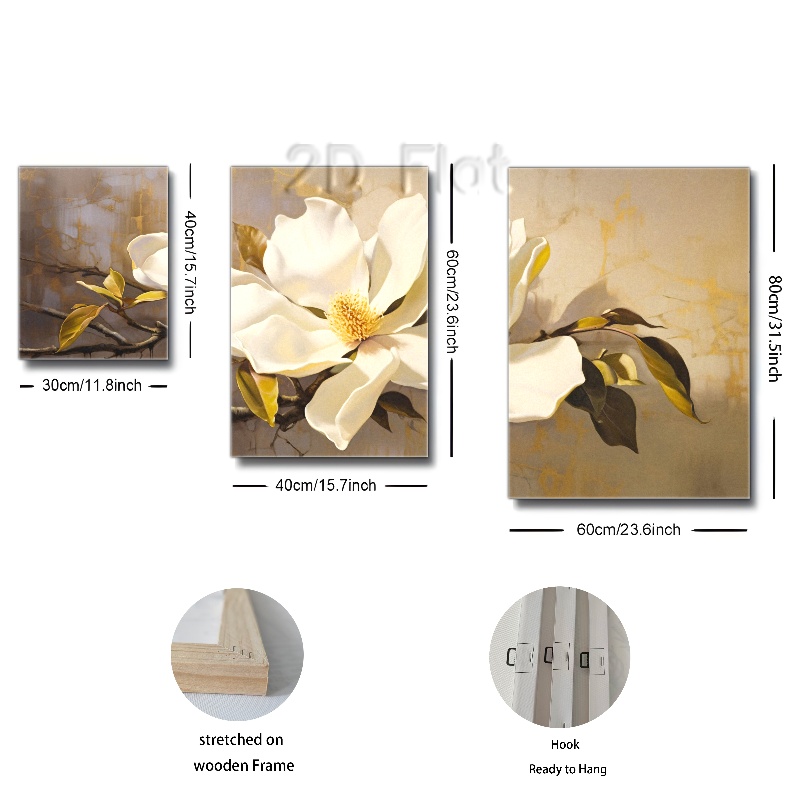 2D Flat
40cm/15.7inch
30cm/11.8inch
60cm/23.6inch
40cm/15.7inch
80cm/31.5inch
60cm/23.6inch
stretched on
wooden Frame
Hook
Ready to Hang